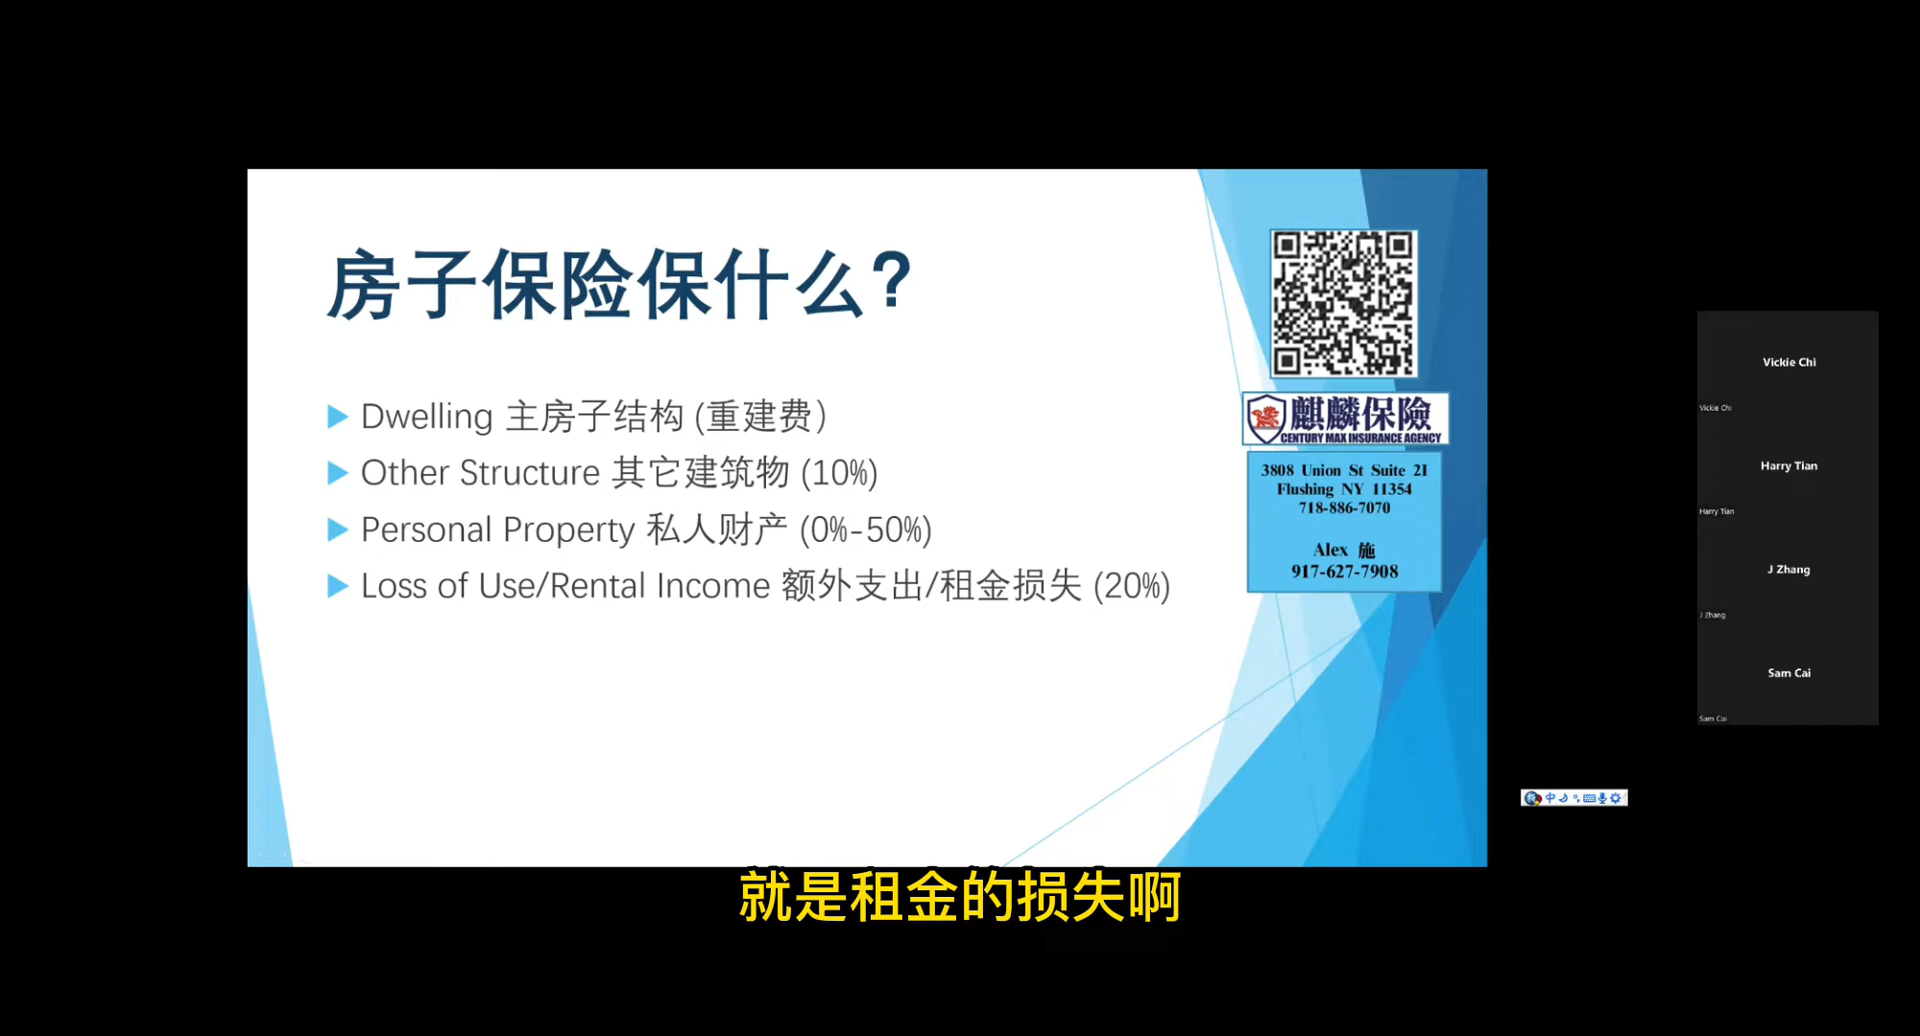 房子保险保什么?
Dwelling 主房子结构 (重建费)
Other Structure 其它建筑物 (10%)
Personal Property 私人财产 (0%-50%)
Loss of Use/Rental Income 额外支出/租金损失 (20%)
麒麟保險
CENTURY MAX INSURANCE AGENCY
3808 Union St Suite 2I
Flushing NY 11354
718-886-7070
Alex 施
917-627-7908
Vickie Chi
Vickie Chi
Harry Tian
Harry Tian
J Zhang
J Zhang
Sam Cai
Sam Cai
中
就是租金的损失啊